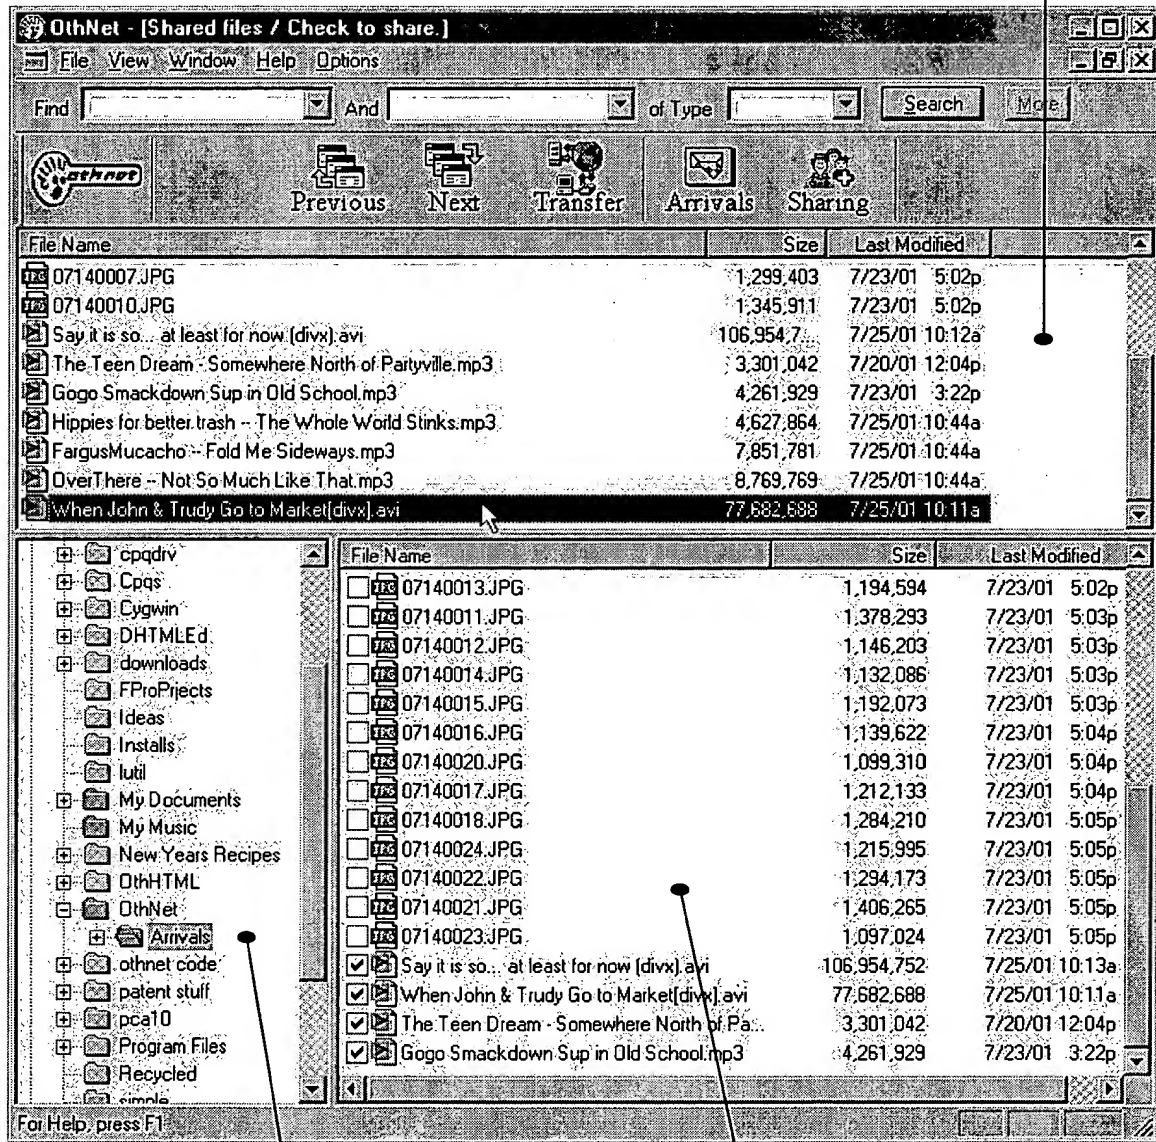 OthNet - [Shared files / Check to share.]
File View Window Help Options
Find And of Type Search More
othnet Previous Next Transfer Arrivals Sharing
File Name Size Last Modified
07140007.JPG 1,299,403 7/23/01 5:02p
07140010.JPG 1,345,911 7/23/01 5:02p
Say it is so... at least for now (divx).avi 106,954,7... 7/25/01 10:12a
The Teen Dream - Somewhere North of Partyville.mp3 3,301,042 7/20/01 12:04p
Gogo Smackdown Sup in Old School.mp3 4,261,929 7/23/01 3:22p
Hippies for better trash -- The Whole World Stinks.mp3 4,627,864 7/25/01 10:44a
FargusMucacho -- Fold Me Sideways.mp3 7,851,781 7/25/01 10:44a
OverThere -- Not So Much Like That.mp3 8,769,769 7/25/01 10:44a
When John & Trudy Go to Market(divx).avi 77,682,688 7/25/01 10:11a
cpqdrv
Cpqs
Cygwin
DHTMLEd
downloads
FProPrjects
Ideas
Installs
lutil
My Documents
My Music
New Years Recipes
OthHTML
OthNet
Arrivals
othnet code
patent stuff
pca10
Program Files
Recycled
simple
File Name Size Last Modified
07140013.JPG 1,194,594 7/23/01 5:02p
07140011.JPG 1,378,293 7/23/01 5:03p
07140012.JPG 1,146,203 7/23/01 5:03p
07140014.JPG 1,132,086 7/23/01 5:03p
07140015.JPG 1,192,073 7/23/01 5:03p
07140016.JPG 1,139,622 7/23/01 5:04p
07140020.JPG 1,099,310 7/23/01 5:04p
07140017.JPG 1,212,133 7/23/01 5:04p
07140018.JPG 1,284,210 7/23/01 5:05p
07140024.JPG 1,215,995 7/23/01 5:05p
07140022.JPG 1,294,173 7/23/01 5:05p
07140021.JPG 1,406,265 7/23/01 5:05p
07140023.JPG 1,097,024 7/23/01 5:05p
Say it is so... at least for now (divx).avi 106,954,752 7/25/01 10:13a
When John & Trudy Go to Market(divx).avi 77,682,688 7/25/01 10:11a
The Teen Dream - Somewhere North of Pa... 3,301,042 7/20/01 12:04p
Gogo Smackdown Sup in Old School.mp3 4,261,929 7/23/01 3:22p
For Help, press F1